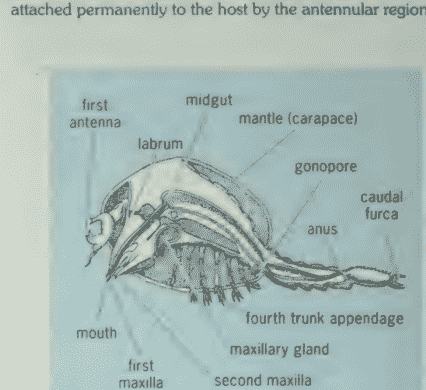 attached permanently to the host by the antennular region
first
antenna
midgut
mantle (carapace)
labrum
gonopore
caudal
furca
anus
fourth trunk appendage
mouth
maxillary gland
first
maxilla
second maxilla